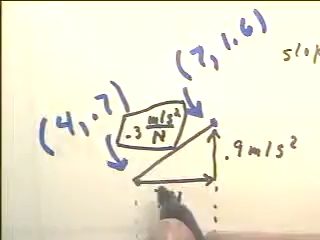 (7, 1.6)
slop
(4, .7)
.3 m/s²/N
.9 m/s²